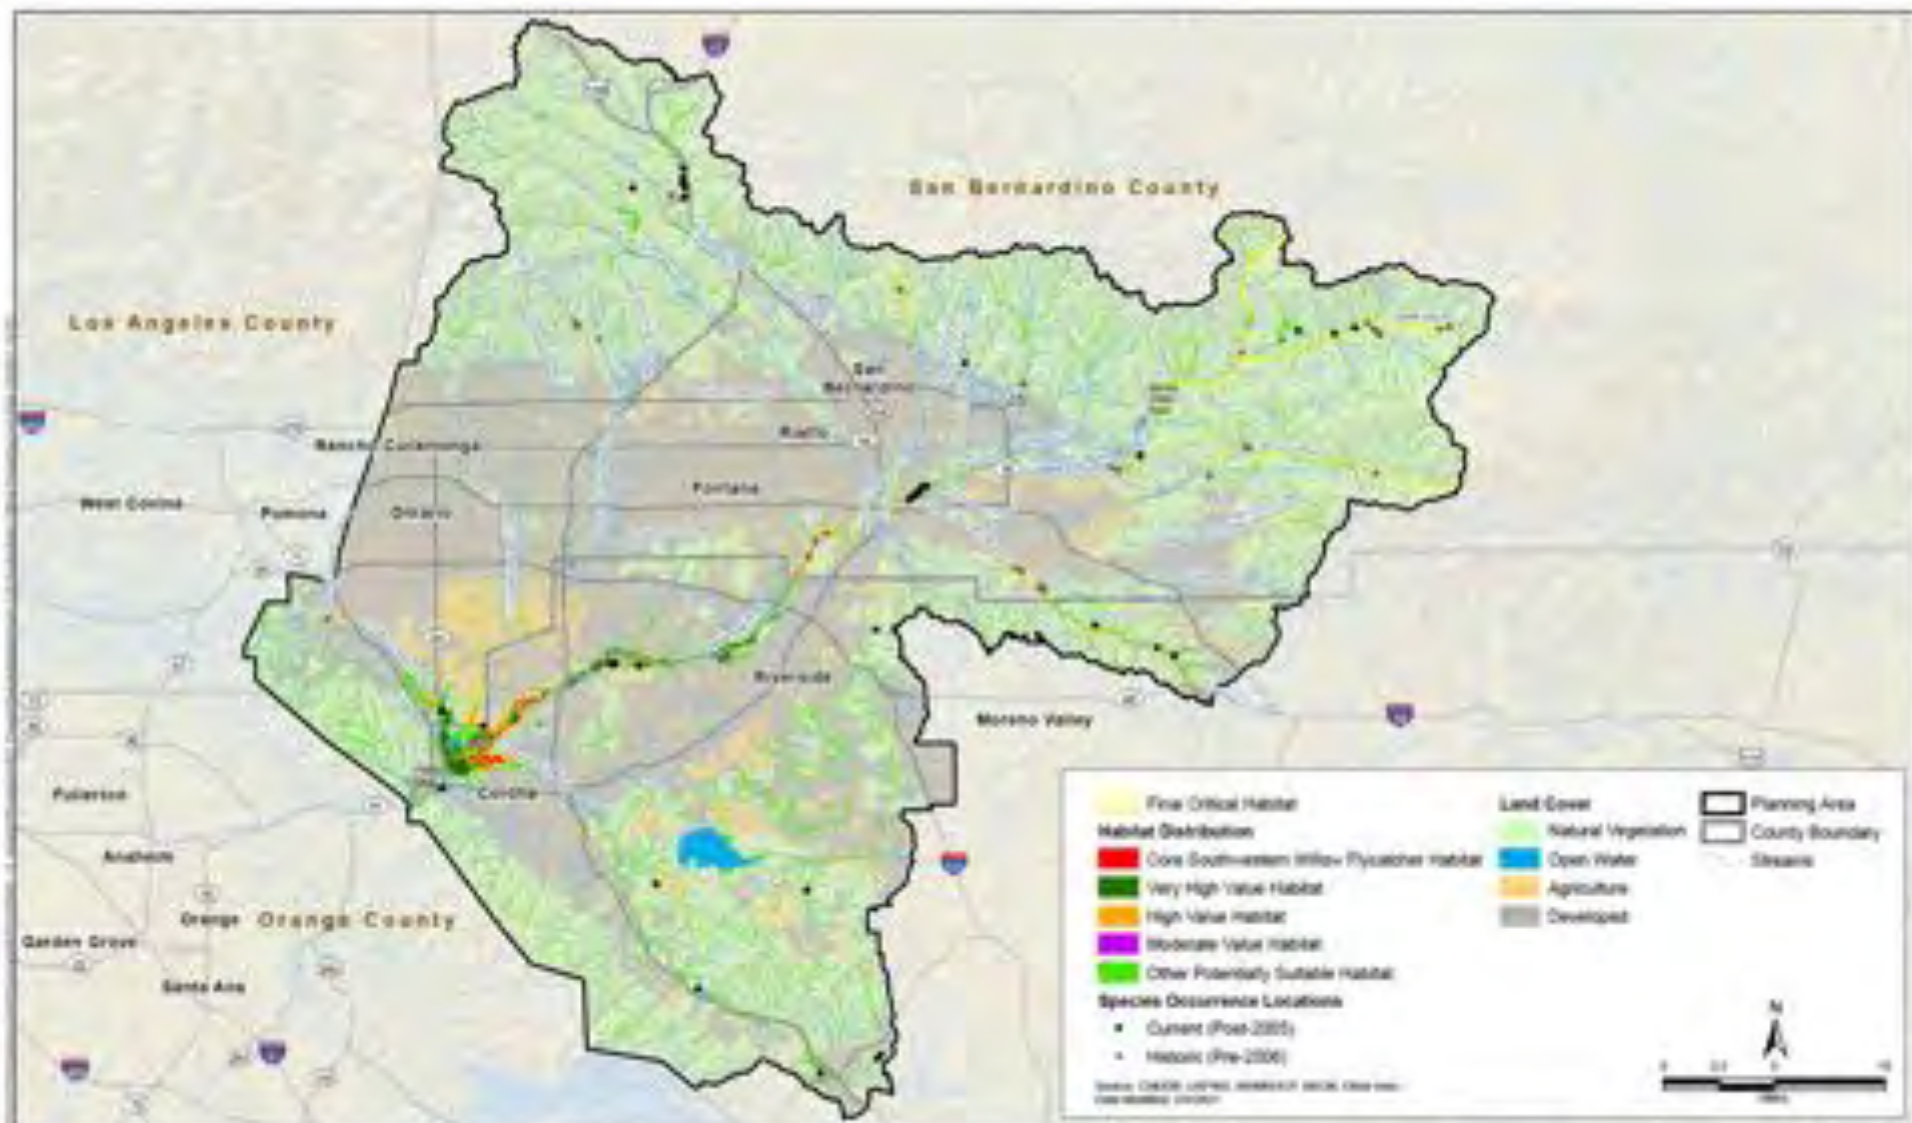 San Bernardino County
Los Angeles County
San
Bernardino
Rancho Cucamonga
Rialto
West Covina
Pomona
Ontario
Fontana
Riverside
Moreno Valley
Fullerton
Corona
Anaheim
Orange
Orange County
Garden Grove
Santa Ana
Final Critical Habitat
Habitat Distribution
Core Southwestern Willow Flycatcher Habitat
Very High Value Habitat
High Value Habitat
Moderate Value Habitat
Other Potentially Suitable Habitat
Species Occurrence Locations
Current (Post-2005)
Historic (Pre-2006)
Land Cover
Natural Vegetation
Open Water
Agriculture
Developed
Planning Area
County Boundary
Streams
N